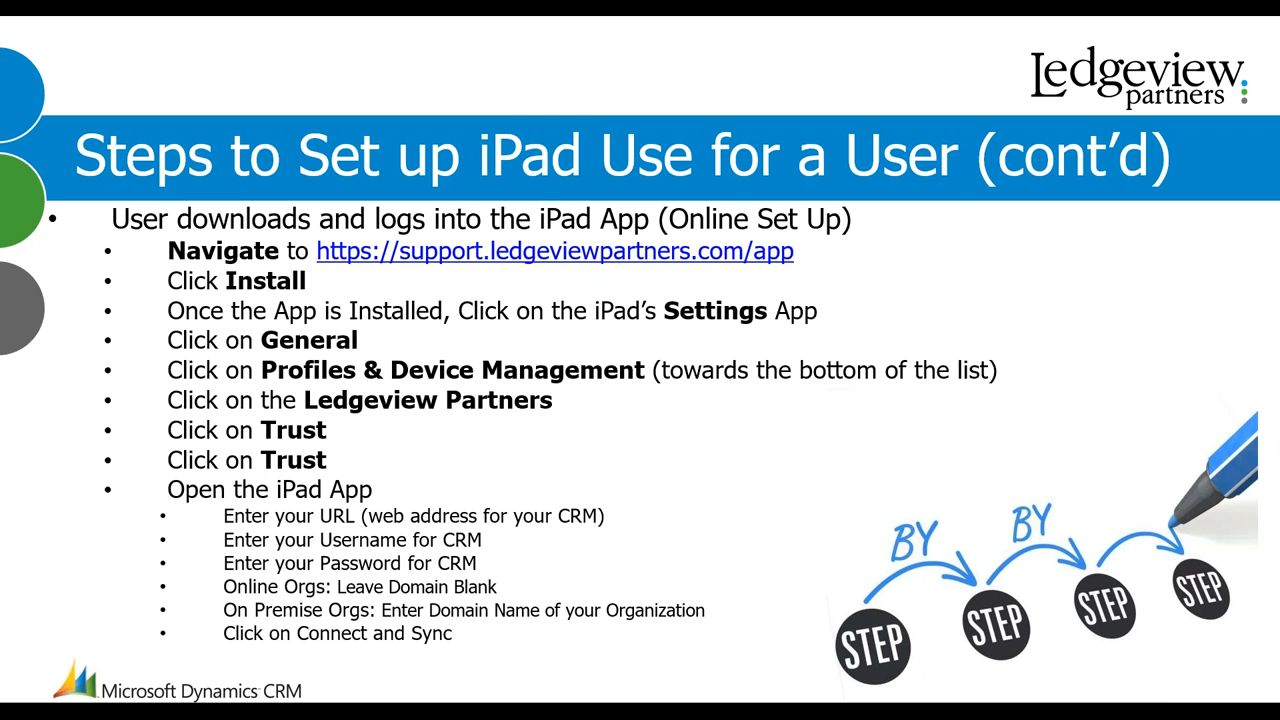 Ledgeview
partners
Steps to Set up iPad Use for a User (cont’d)
• User downloads and logs into the iPad App (Online Set Up)
• Navigate to https://support.ledgeviewpartners.com/app
• Click Install
• Once the App is Installed, Click on the iPad’s Settings App
• Click on General
• Click on Profiles & Device Management (towards the bottom of the list)
• Click on the Ledgeview Partners
• Click on Trust
• Click on Trust
• Open the iPad App
• Enter your URL (web address for your CRM)
• Enter your Username for CRM
• Enter your Password for CRM
• Online Orgs: Leave Domain Blank
• On Premise Orgs: Enter Domain Name of your Organization
• Click on Connect and Sync
STEP BY STEP BY STEP STEP
Microsoft Dynamics CRM